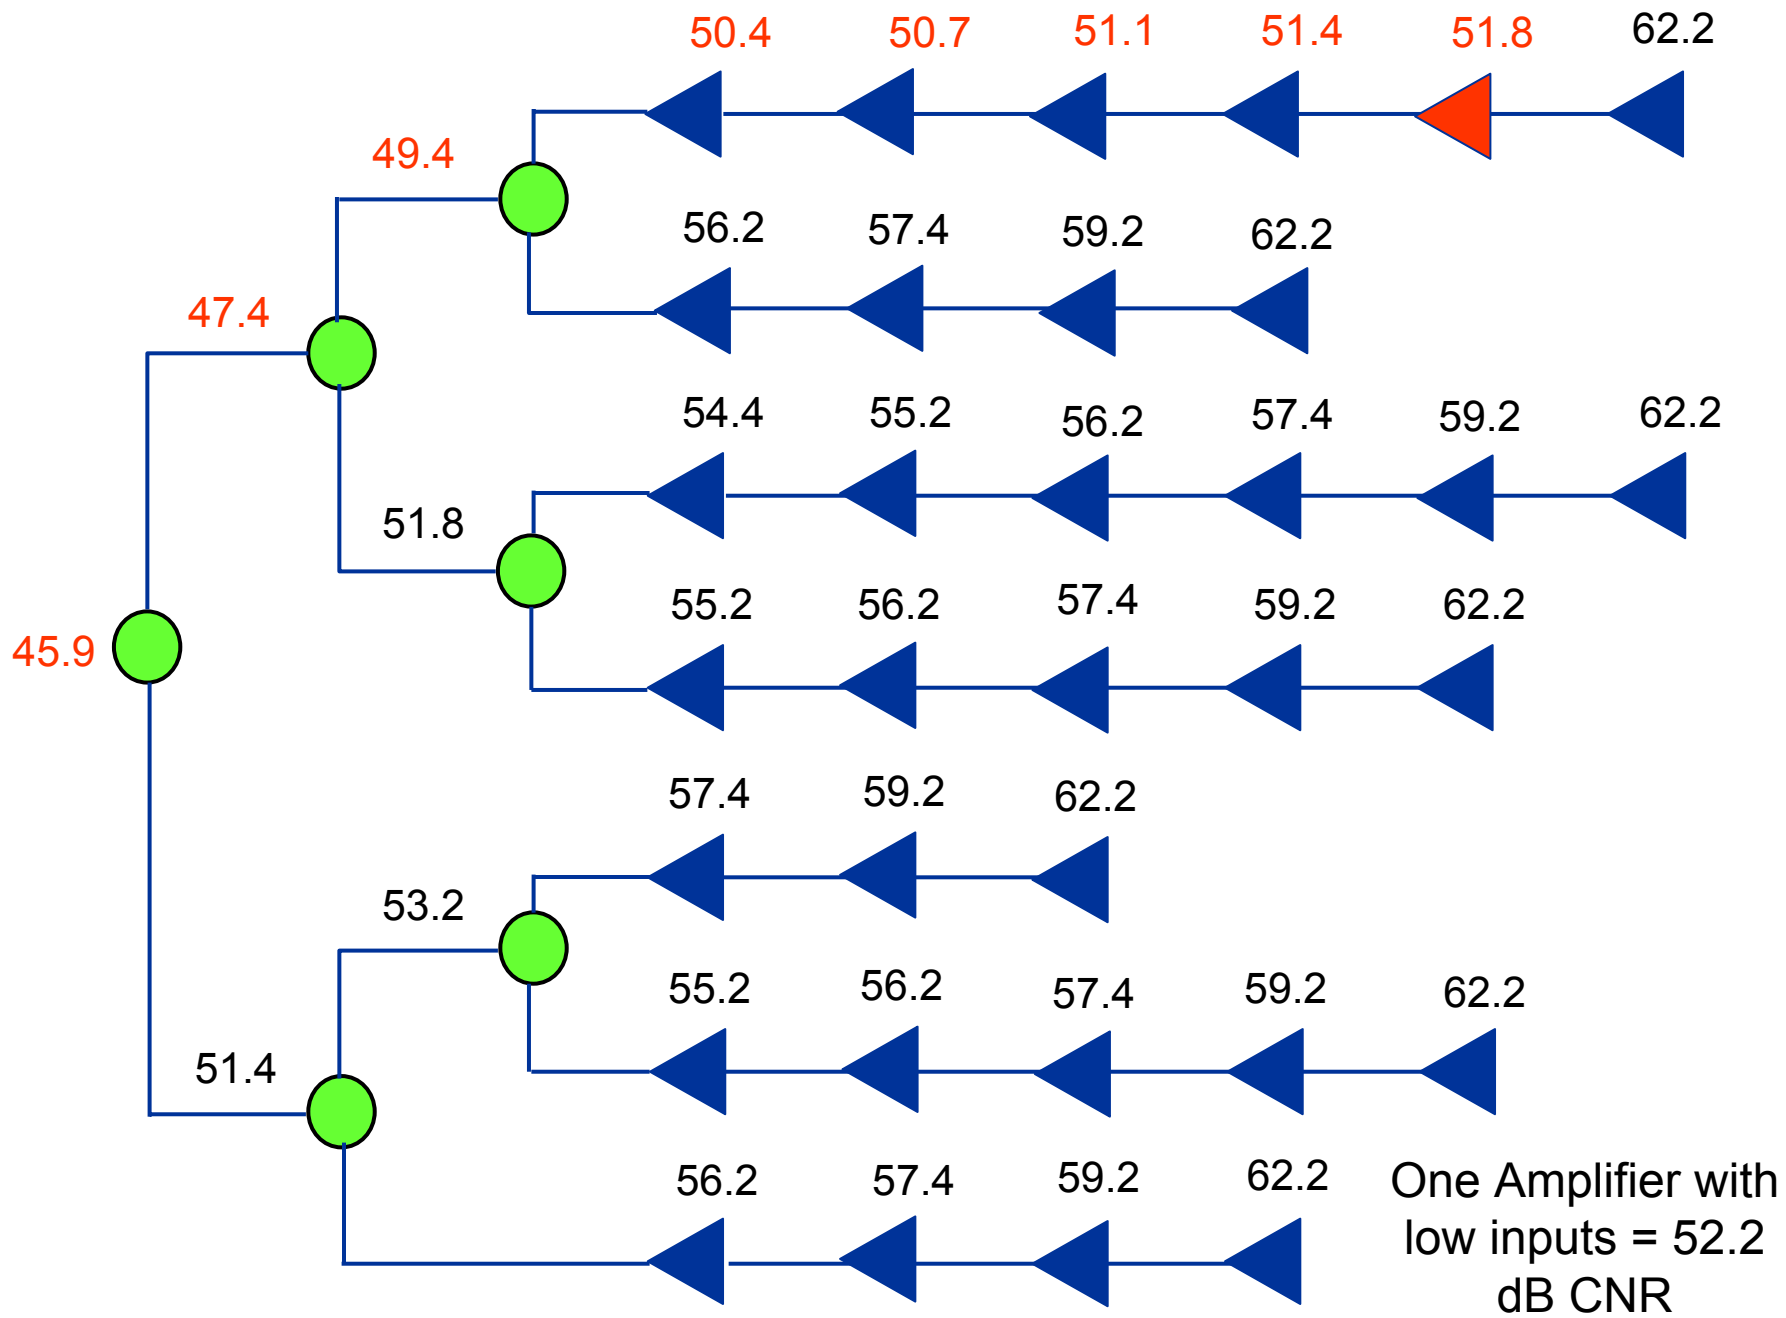 50.4 50.7 51.1 51.4 51.8 62.2
49.4
56.2 57.4 59.2 62.2
47.4
54.4 55.2 56.2 57.4 59.2 62.2
51.8
55.2 56.2 57.4 59.2 62.2
45.9
57.4 59.2 62.2
53.2
55.2 56.2 57.4 59.2 62.2
51.4
56.2 57.4 59.2 62.2
One Amplifier with
low inputs = 52.2
dB CNR